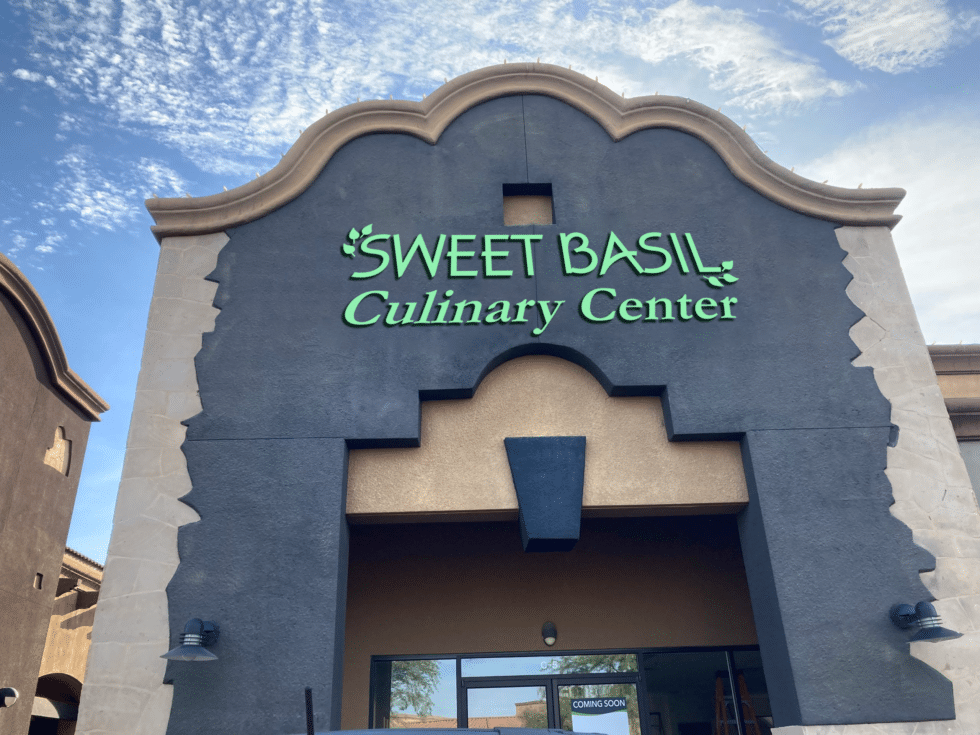 SWEET BASIL
Culinary Center
COMING SOON